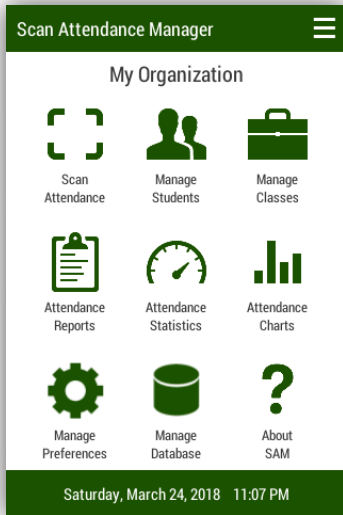 Scan Attendance Manager
My Organization
Scan
Attendance
Manage
Students
Manage
Classes
Attendance
Reports
Attendance
Statistics
Attendance
Charts
Manage
Preferences
Manage
Database
About
SAM
Saturday, March 24, 2018 11:07 PM